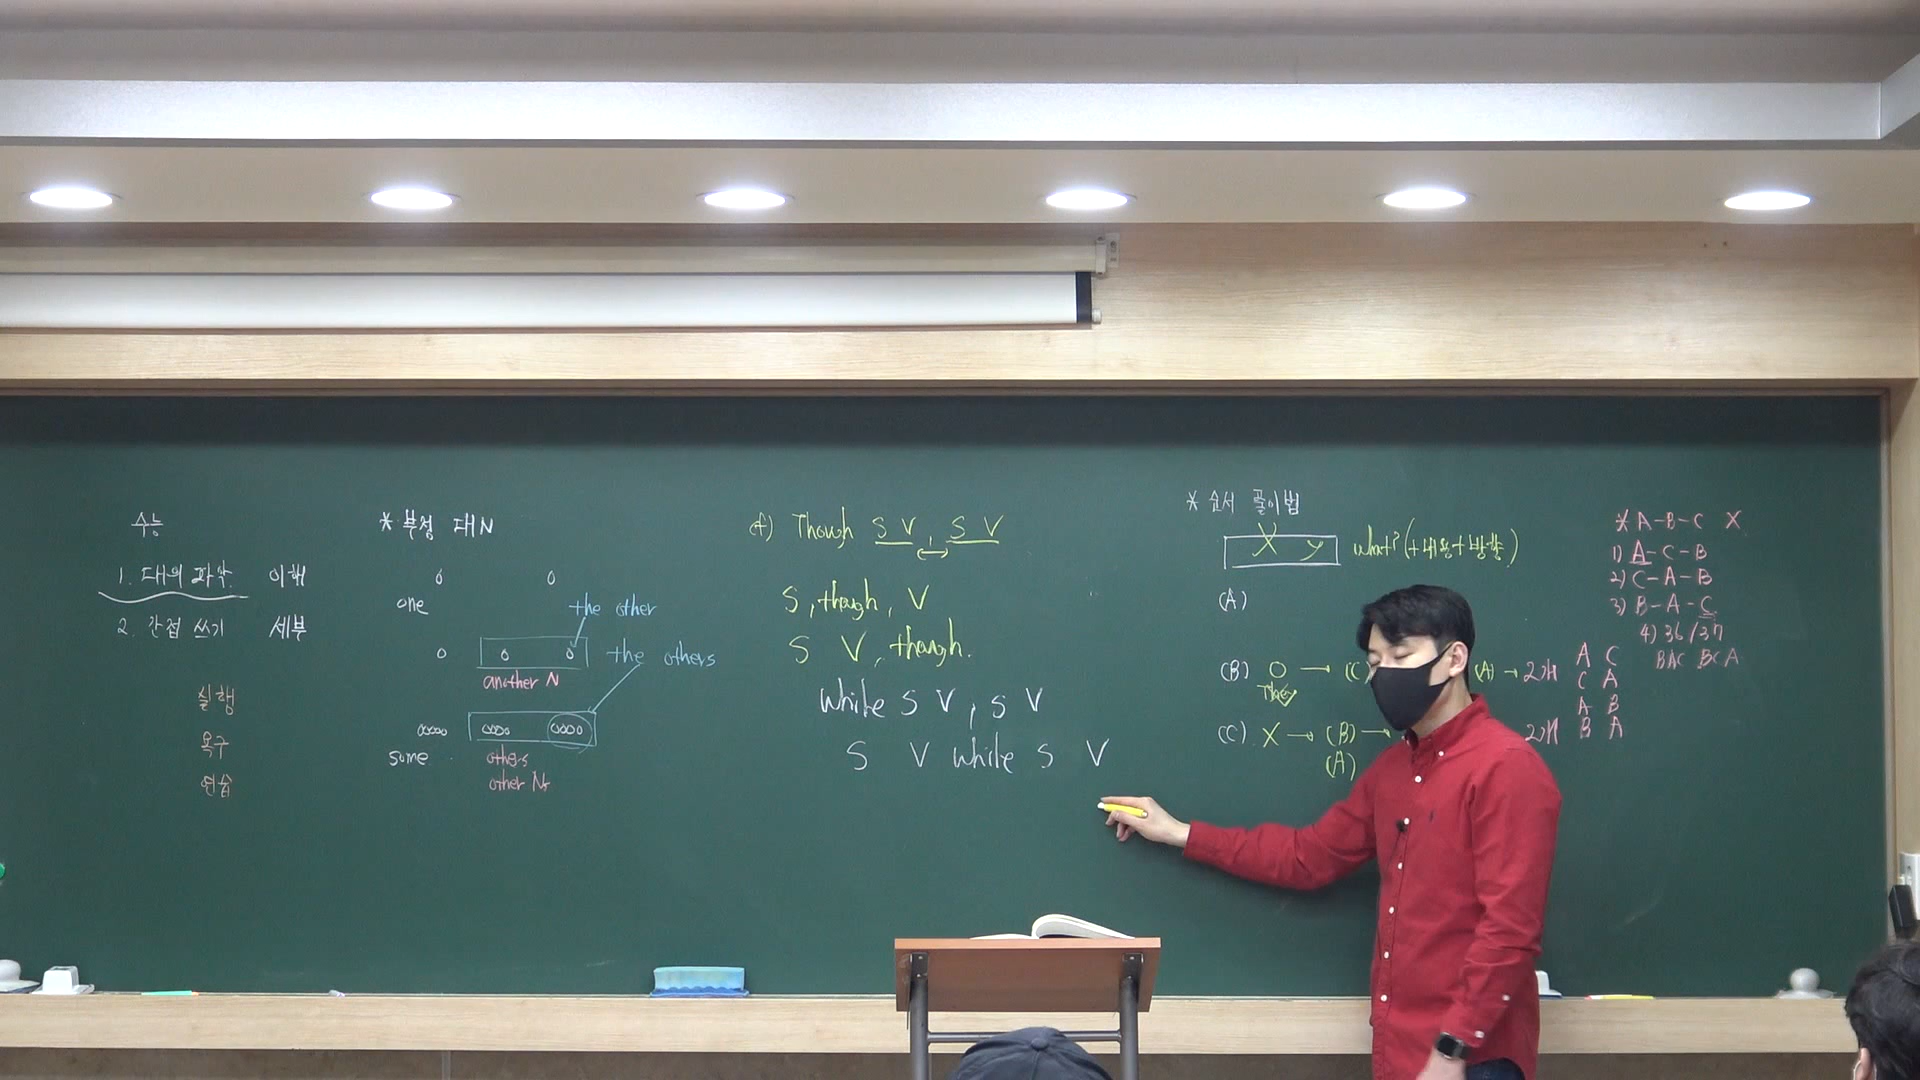 수능
1. 대의 파악 이해
2. 간접 쓰기 세부
실행
욕구
연습
* 부정 대N
one
the other
the others
another N
some
others
other Ns
cf) Though S V, S V
S, though, V
S V, though.
while S V, S V
S V while S V
* 순서 풀이법
X y what? (+내용+방향)
(A)
(B) O → (C) (A) → 2개
They
(C) X → (B) → 2개
(A)
A C
C A
A B
B A
* A-B-C X
1) A-C-B
2) C-A-B
3) B-A-C
4) 36/37
BAC BCA